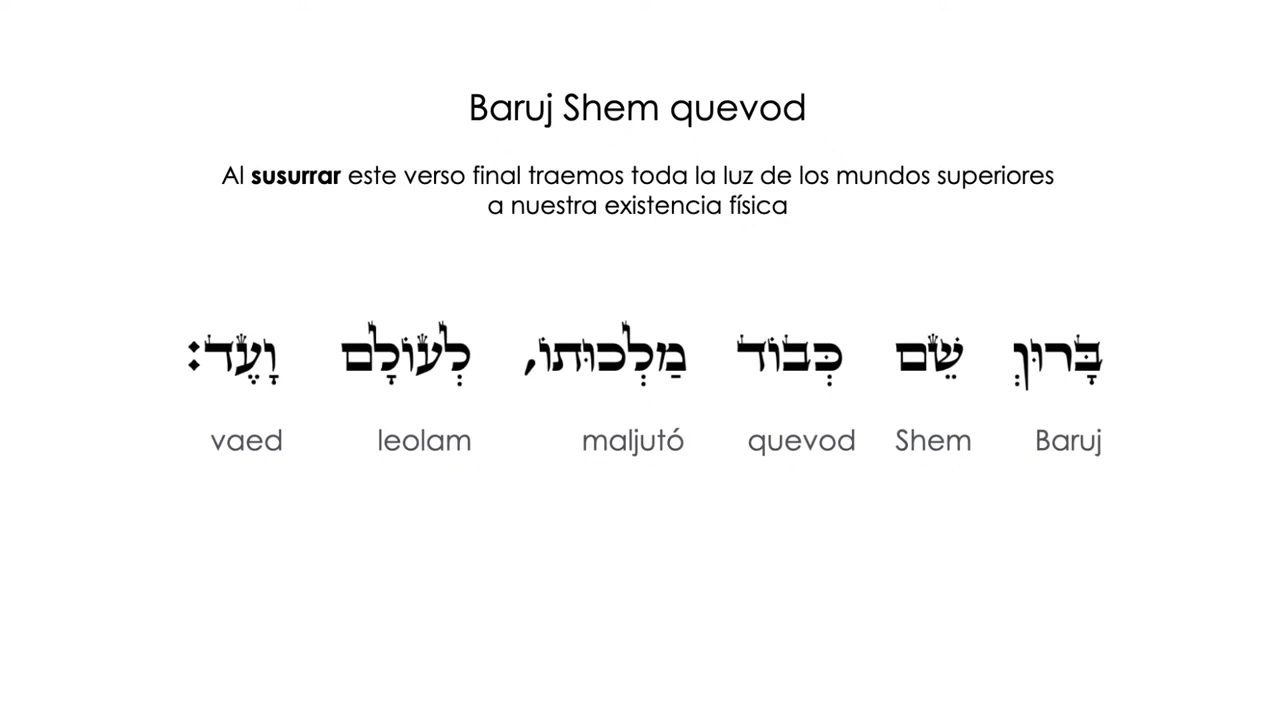 Baruj Shem quevod
Al susurrar este verso final traemos toda la luz de los mundos superiores
a nuestra existencia física
בָּרוּךְ שֵׁם כְּבוֹד מַלְכוּתוֹ, לְעוֹלָם וָעֶד:
vaed leolam maljutó quevod Shem Baruj